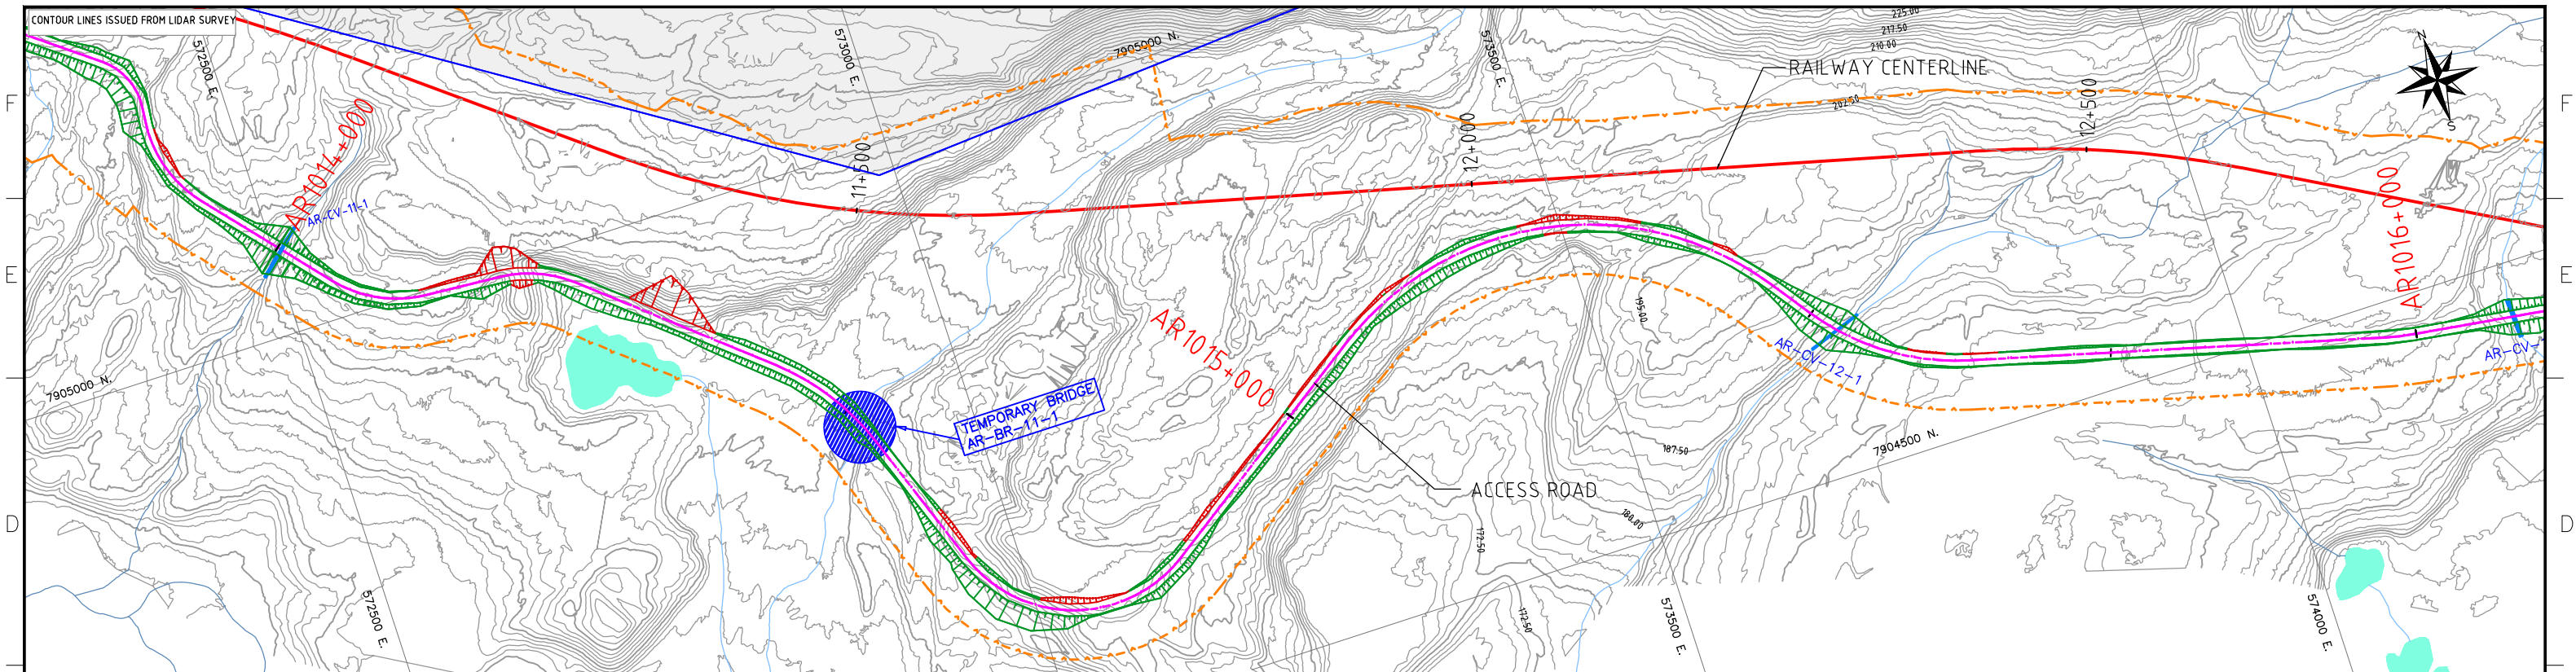 CONTOUR LINES ISSUED FROM LIDAR SURVEY
572500 E.
573000 E.
7905000 N.
573500 E.
225.00
217.50
210.00
N
S
RAILWAY CENTERLINE
202.50
12+500
F
F
AR1014+000
AR-CV-11-1
11+500
12+000
AR1016+000
E
E
195.00
AR1015+000
AR-CV-12-1
AR-CV-
7905000 N.
TEMPORARY BRIDGE
AR-BR-11-1
187.50
7904500 N.
ACCESS ROAD
180.00
172.50
D
D
572500 E.
172.50
573500 E.
574000 E.